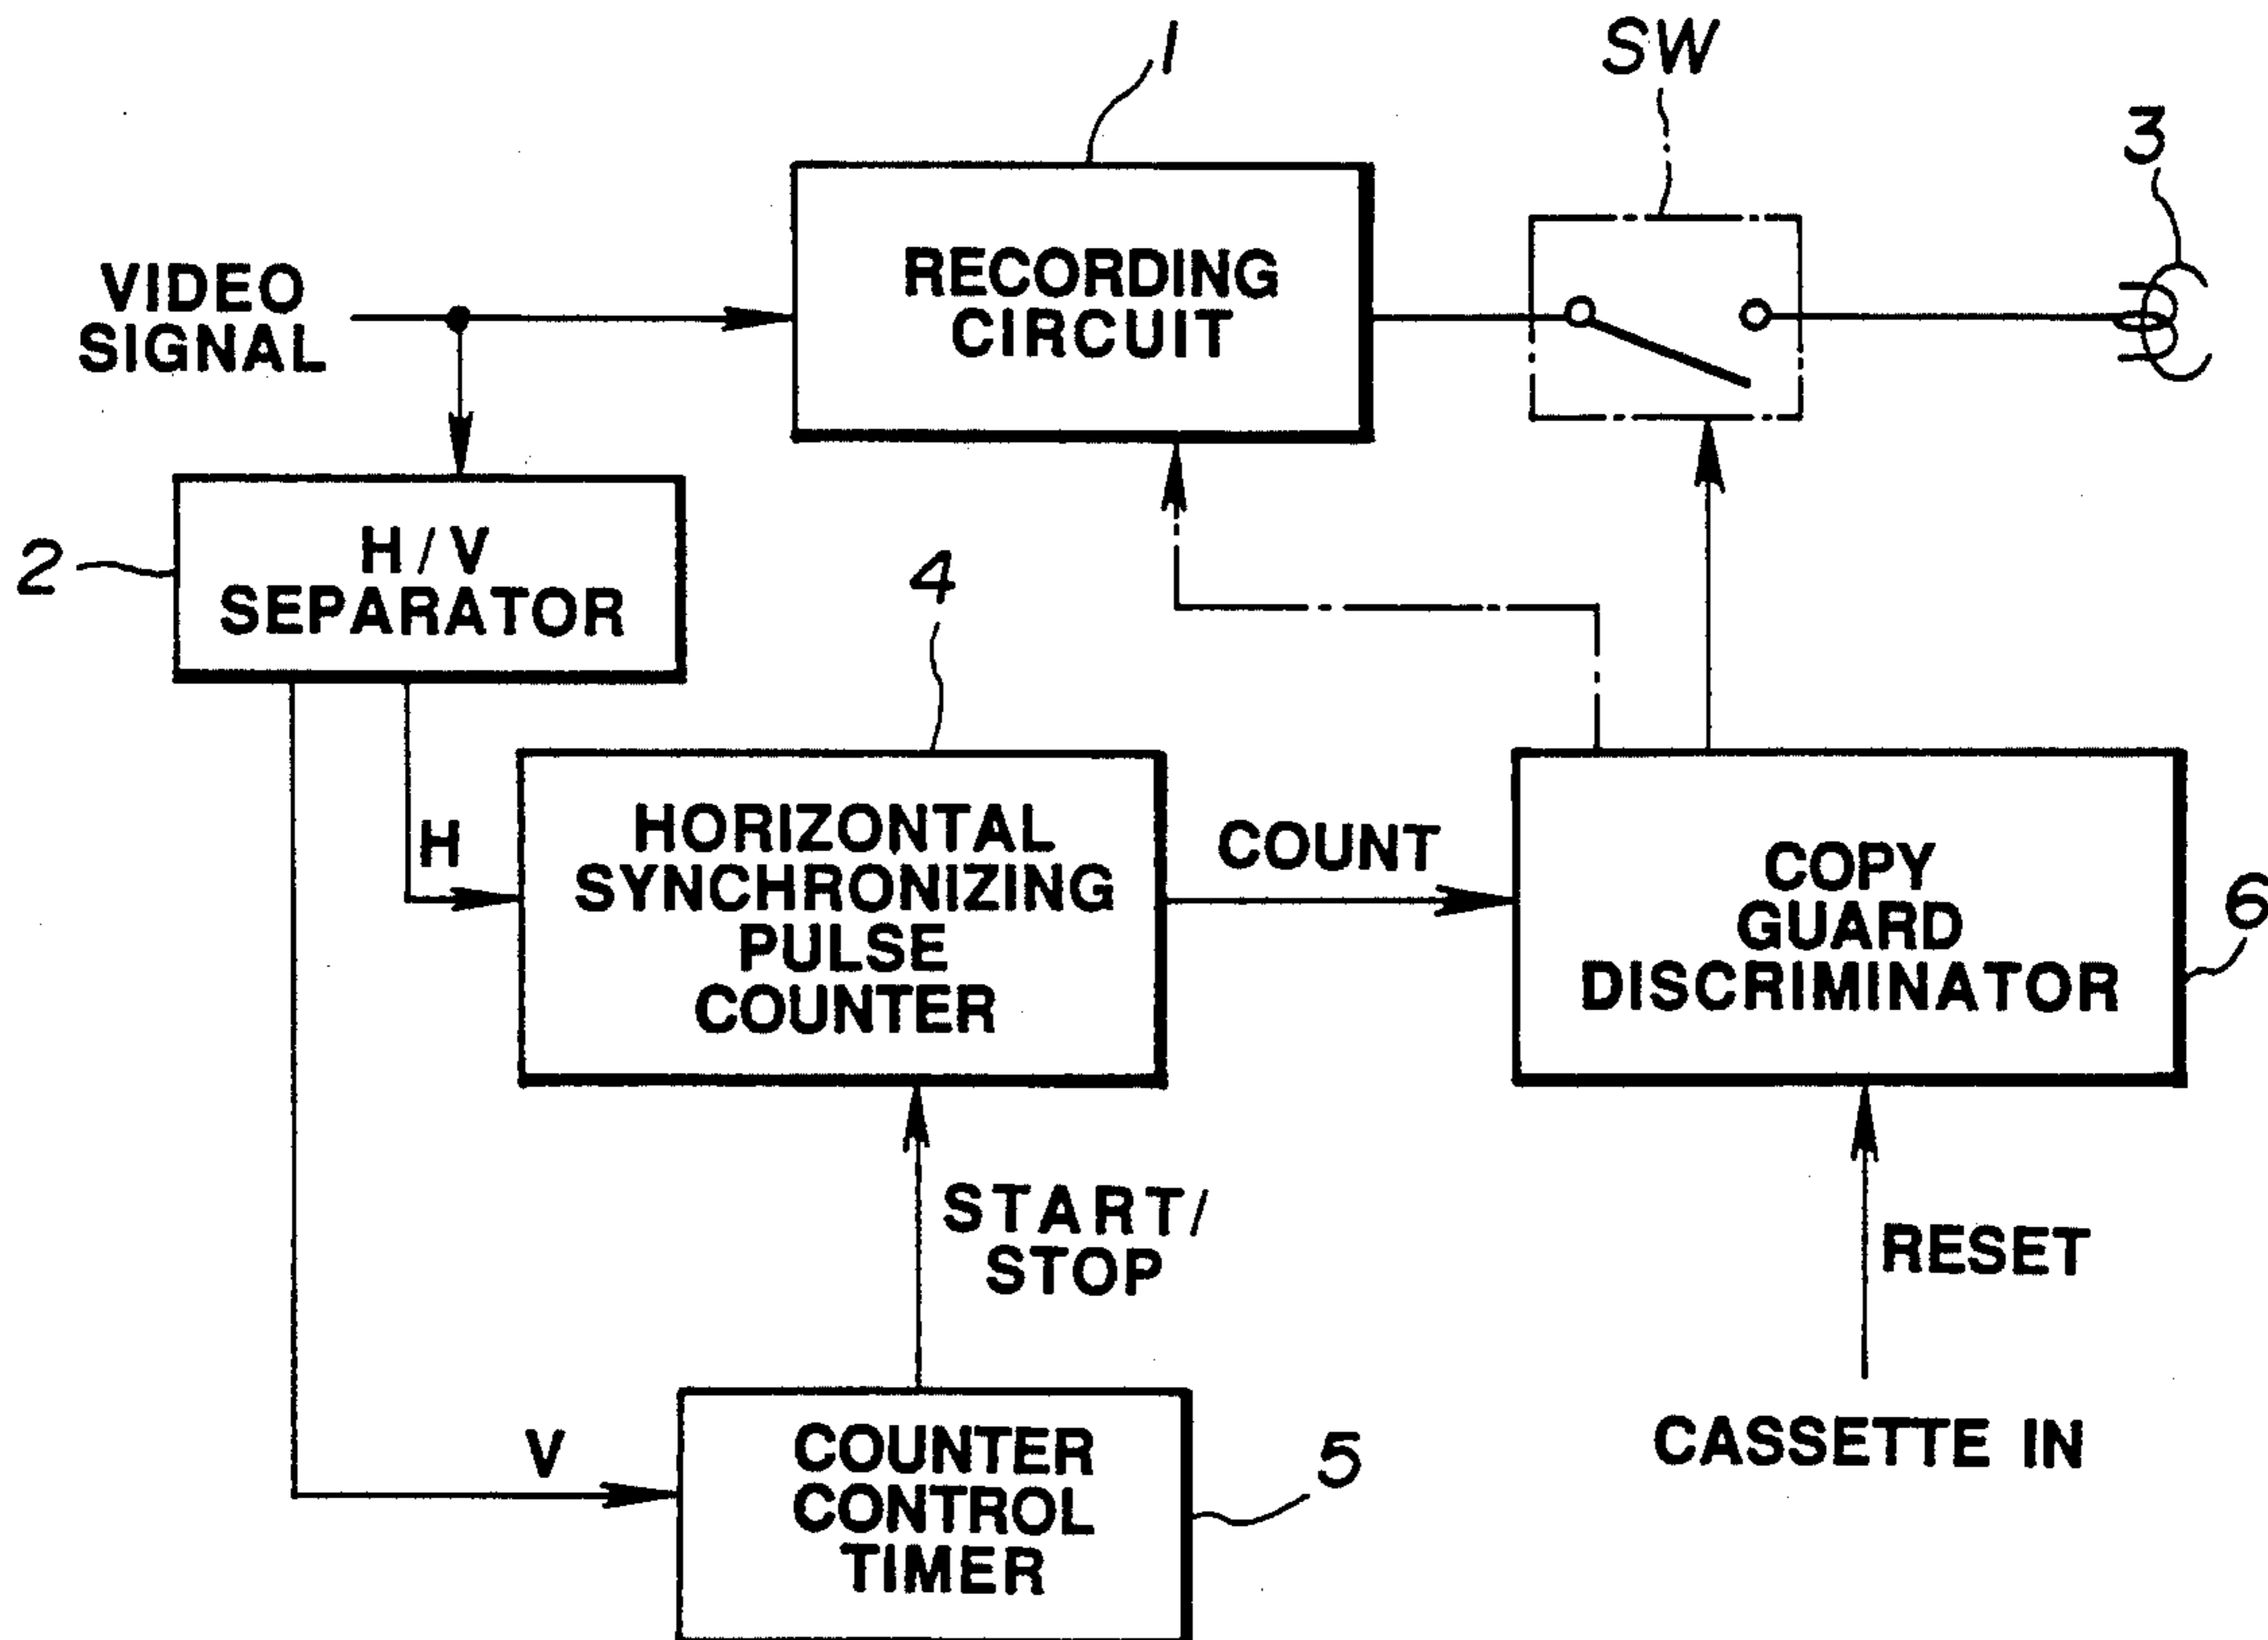 1
SW
3
VIDEO
SIGNAL
RECORDING
CIRCUIT
2
H/V
SEPARATOR
4
H
HORIZONTAL
SYNCHRONIZING
PULSE
COUNTER
COUNT
COPY
GUARD
DISCRIMINATOR
6
START/
STOP
RESET
V
COUNTER
CONTROL
TIMER
5
CASSETTE IN